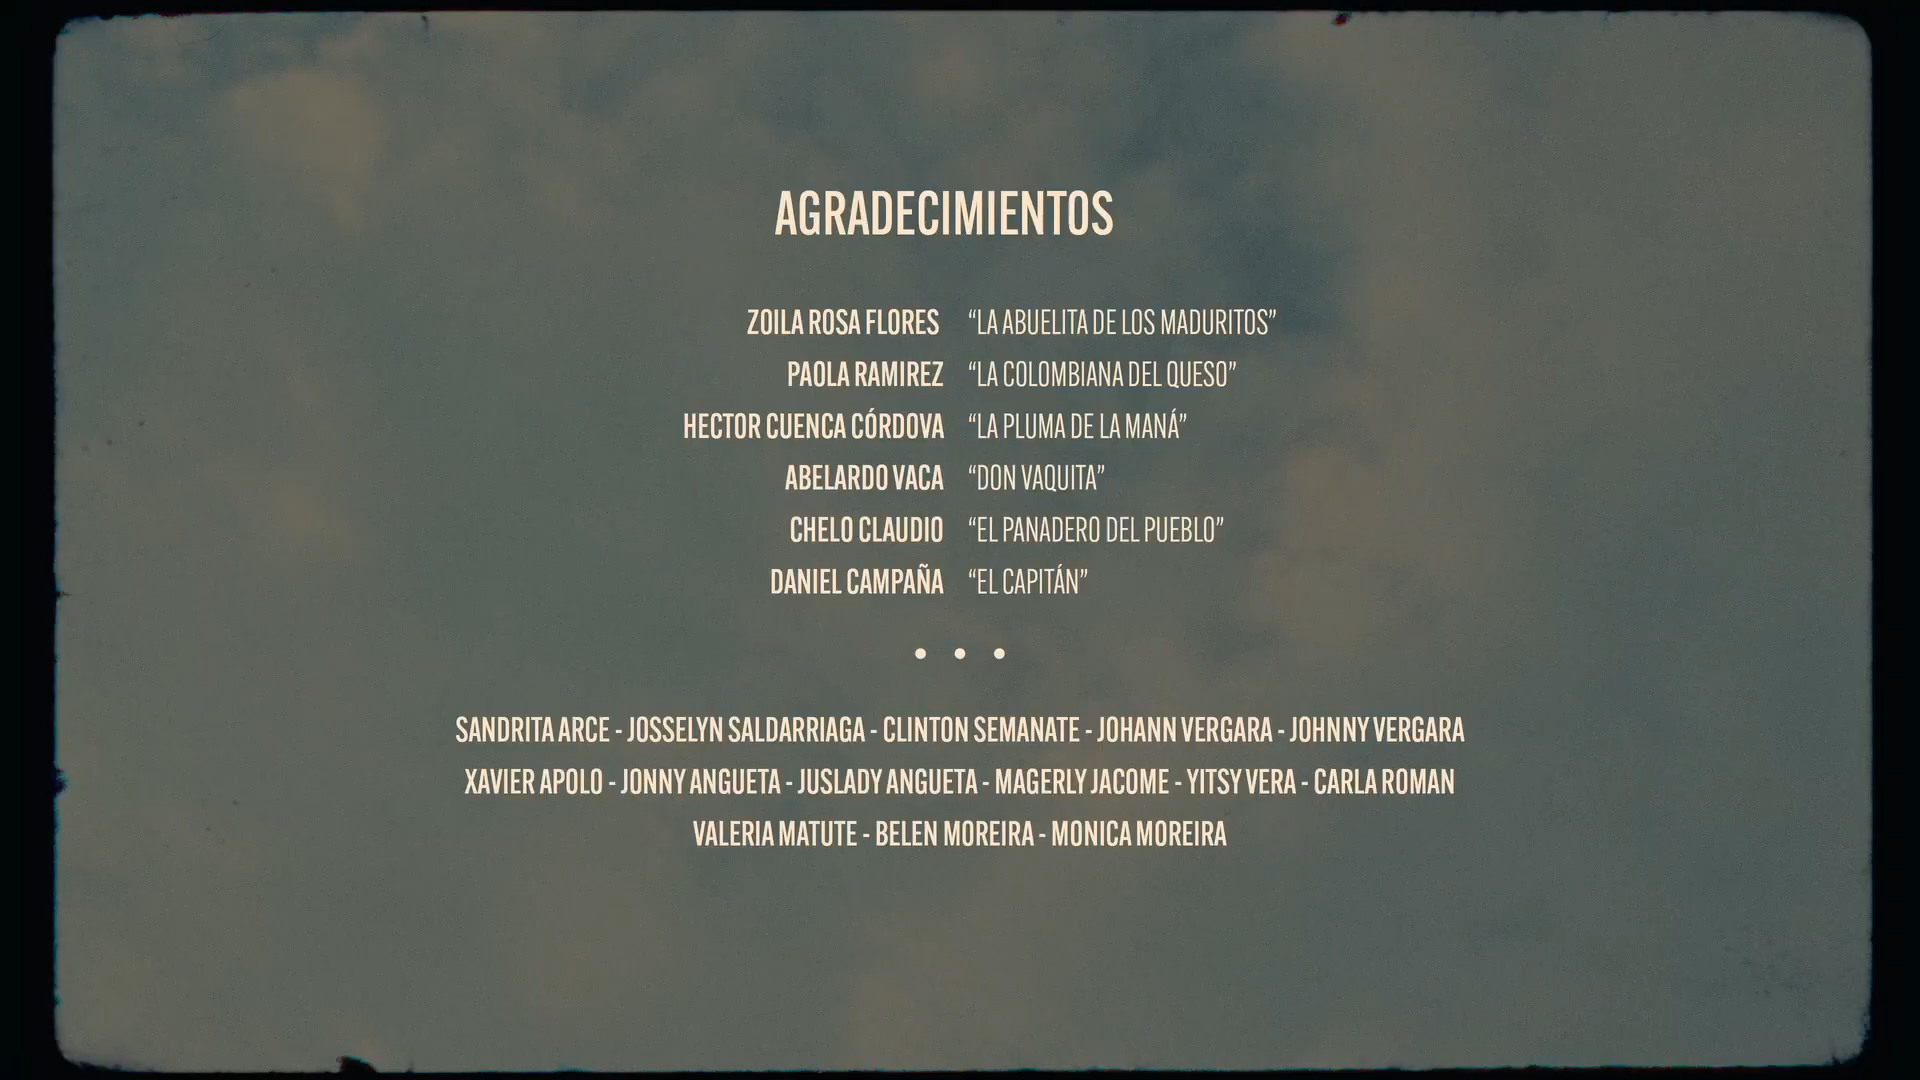 AGRADECIMIENTOS
ZOILA ROSA FLORES “LA ABUELITA DE LOS MADURITOS”
PAOLA RAMIREZ “LA COLOMBIANA DEL QUESO”
HECTOR CUENCA CÓRDOVA “LA PLUMA DE LA MANÁ”
ABELARDO VACA “DON VAQUITA”
CHELO CLAUDIO “EL PANADERO DEL PUEBLO”
DANIEL CAMPAÑA “EL CAPITÁN”
• • •
SANDRITA ARCE - JOSSELYN SALDARRIAGA - CLINTON SEMANATE - JOHANN VERGARA - JOHNNY VERGARA
XAVIER APOLO - JONNY ANGUETA - JUSLADY ANGUETA - MAGERLY JACOME - YITSY VERA - CARLA ROMAN
VALERIA MATUTE - BELEN MOREIRA - MONICA MOREIRA